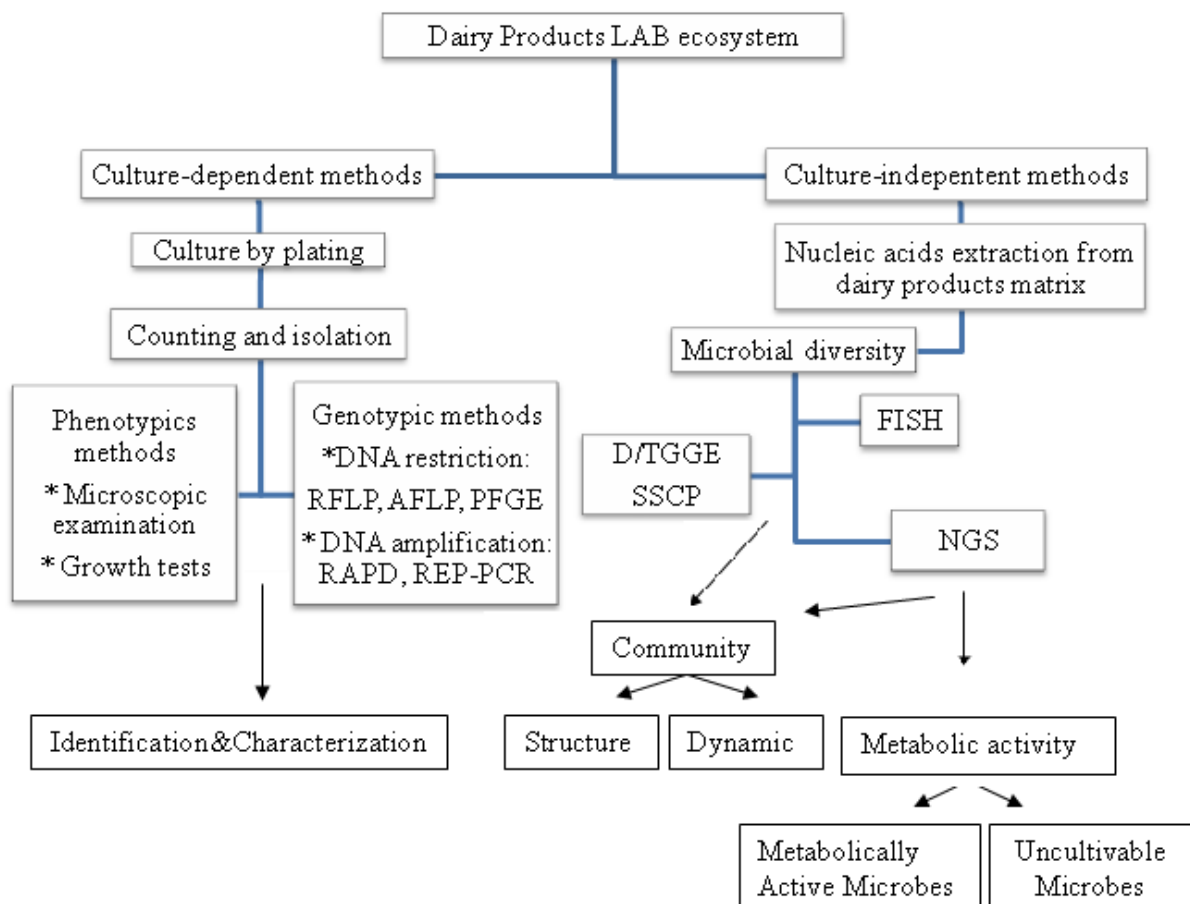 Dairy Products LAB ecosystem
Culture-dependent methods
Culture-indepentent methods
Culture by plating
Nucleic acids extraction from
dairy products matrix
Counting and isolation
Microbial diversity
Phenotypics
methods
* Microscopic
examination
* Growth tests
Genotypic methods
*DNA restriction:
RFLP, AFLP, PFGE
* DNA amplification:
RAPD, REP-PCR
FISH
D/TGGE
SSCP
NGS
Community
Identification&Characterization
Structure
Dynamic
Metabolic activity
Metabolically
Active Microbes
Uncultivable
Microbes